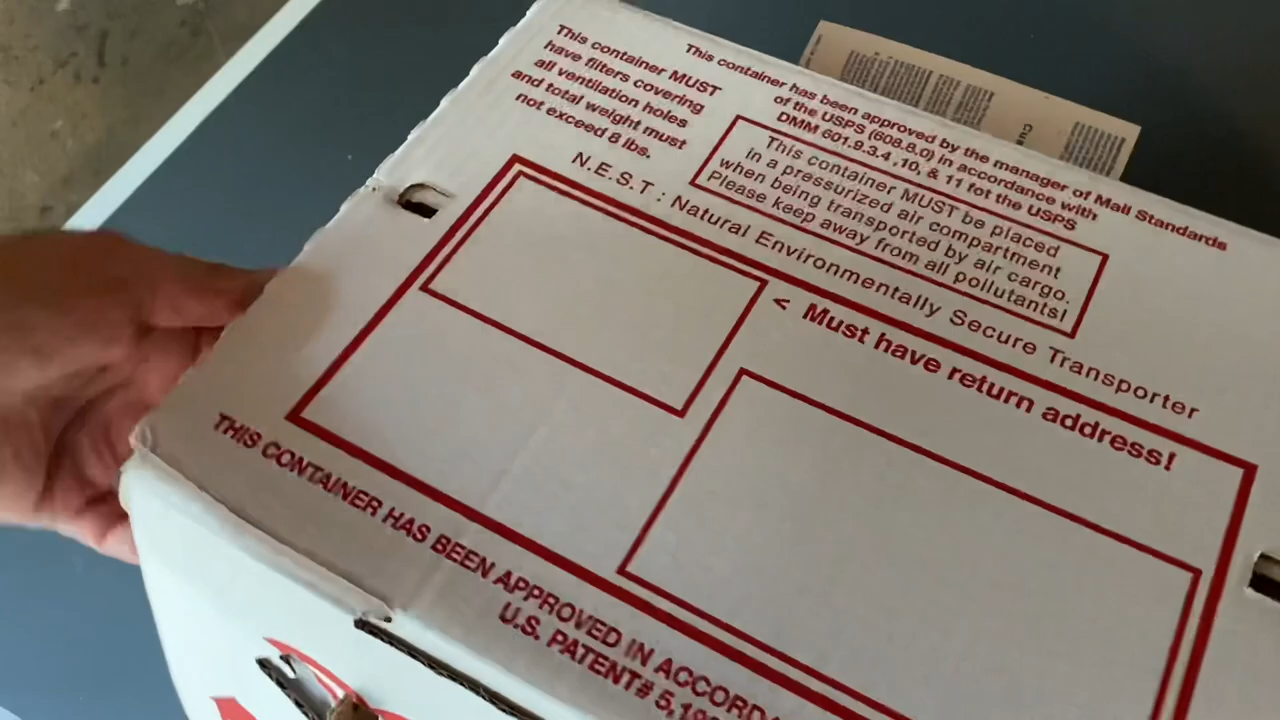 This container MUST
have filters covering
all ventilation holes
and total weight must
not exceed 8 lbs.
This container has been approved by the manager of Mail Standards
of the USPS (608.8.0) in accordance with
DMM 601.9.3.4 ,10, & 11 fot the USPS
This container MUST be placed
in a pressurized air compartment
when being transported by air cargo.
Please keep away from all pollutants!
N.E.S.T : Natural Environmentally Secure Transporter
< Must have return address!
THIS CONTAINER HAS BEEN APPROVED IN ACCORDA
U.S. PATENT# 5,19